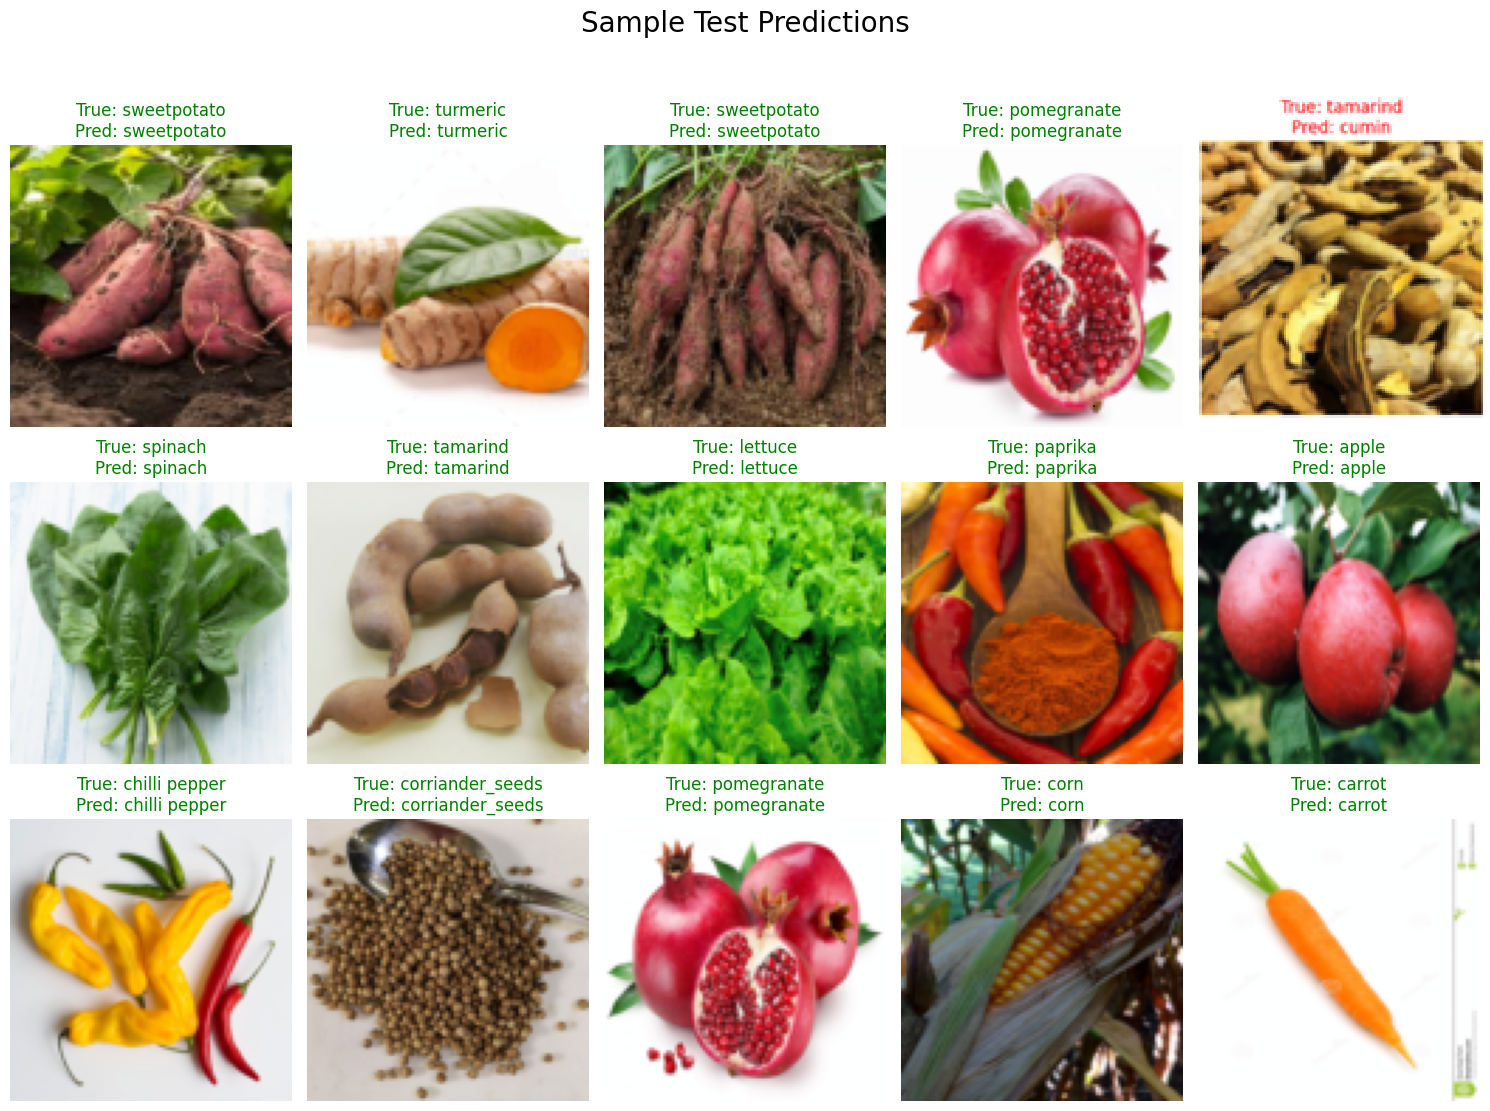 Sample Test Predictions
True: sweetpotato
Pred: sweetpotato
True: turmeric
Pred: turmeric
True: sweetpotato
Pred: sweetpotato
True: pomegranate
Pred: pomegranate
True: tamarind
Pred: cumin
True: spinach
Pred: spinach
True: tamarind
Pred: tamarind
True: lettuce
Pred: lettuce
True: paprika
Pred: paprika
True: apple
Pred: apple
True: chilli pepper
Pred: chilli pepper
True: corriander_seeds
Pred: corriander_seeds
True: pomegranate
Pred: pomegranate
True: corn
Pred: corn
True: carrot
Pred: carrot